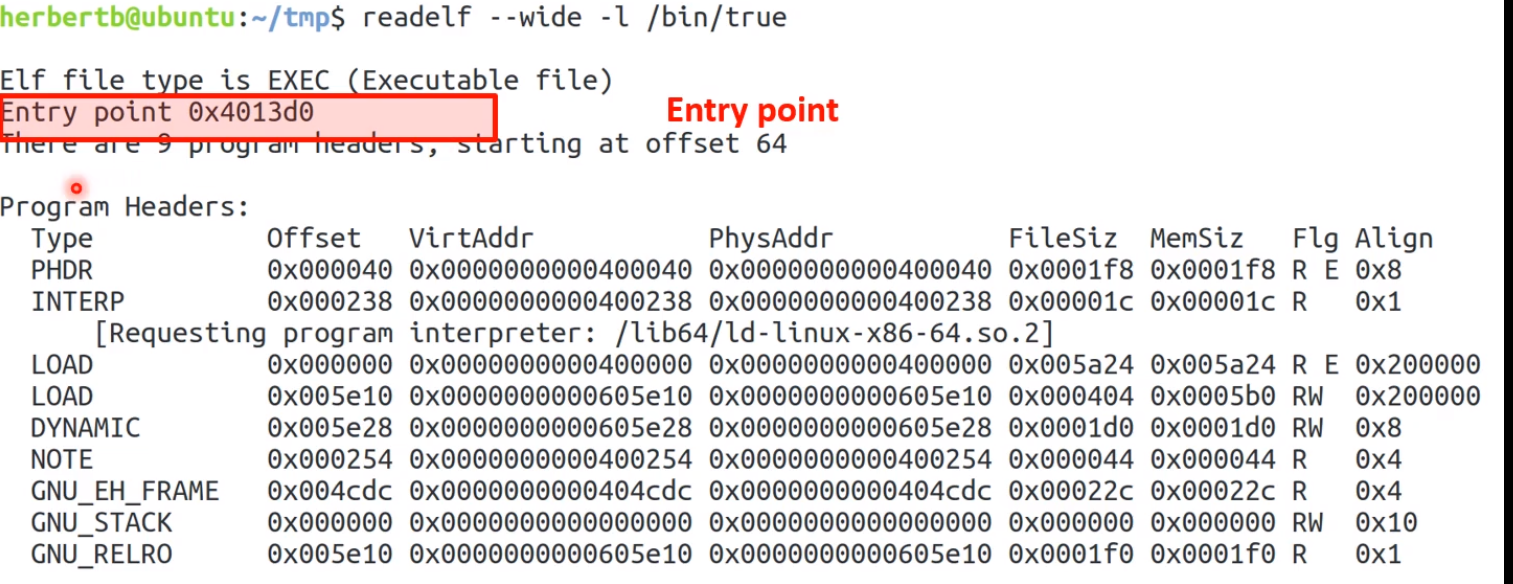 herbertb@ubuntu:~/tmp$ readelf --wide -l /bin/true
Elf file type is EXEC (Executable file)
Entry point 0x4013d0
Entry point
There are 9 program headers, starting at offset 64
Program Headers:
Type Offset VirtAddr PhysAddr FileSiz MemSiz Flg Align
PHDR 0x000040 0x0000000000400040 0x0000000000400040 0x0001f8 0x0001f8 R E 0x8
INTERP 0x000238 0x0000000000400238 0x0000000000400238 0x00001c 0x00001c R 0x1
[Requesting program interpreter: /lib64/ld-linux-x86-64.so.2]
LOAD 0x000000 0x0000000000400000 0x0000000000400000 0x005a24 0x005a24 R E 0x200000
LOAD 0x005e10 0x0000000000605e10 0x0000000000605e10 0x000404 0x0005b0 RW 0x200000
DYNAMIC 0x005e28 0x0000000000605e28 0x0000000000605e28 0x0001d0 0x0001d0 RW 0x8
NOTE 0x000254 0x0000000000400254 0x0000000000400254 0x000044 0x000044 R 0x4
GNU_EH_FRAME 0x004cdc 0x0000000000404cdc 0x0000000000404cdc 0x00022c 0x00022c R 0x4
GNU_STACK 0x000000 0x0000000000000000 0x0000000000000000 0x000000 0x000000 RW 0x10
GNU_RELRO 0x005e10 0x0000000000605e10 0x0000000000605e10 0x0001f0 0x0001f0 R 0x1